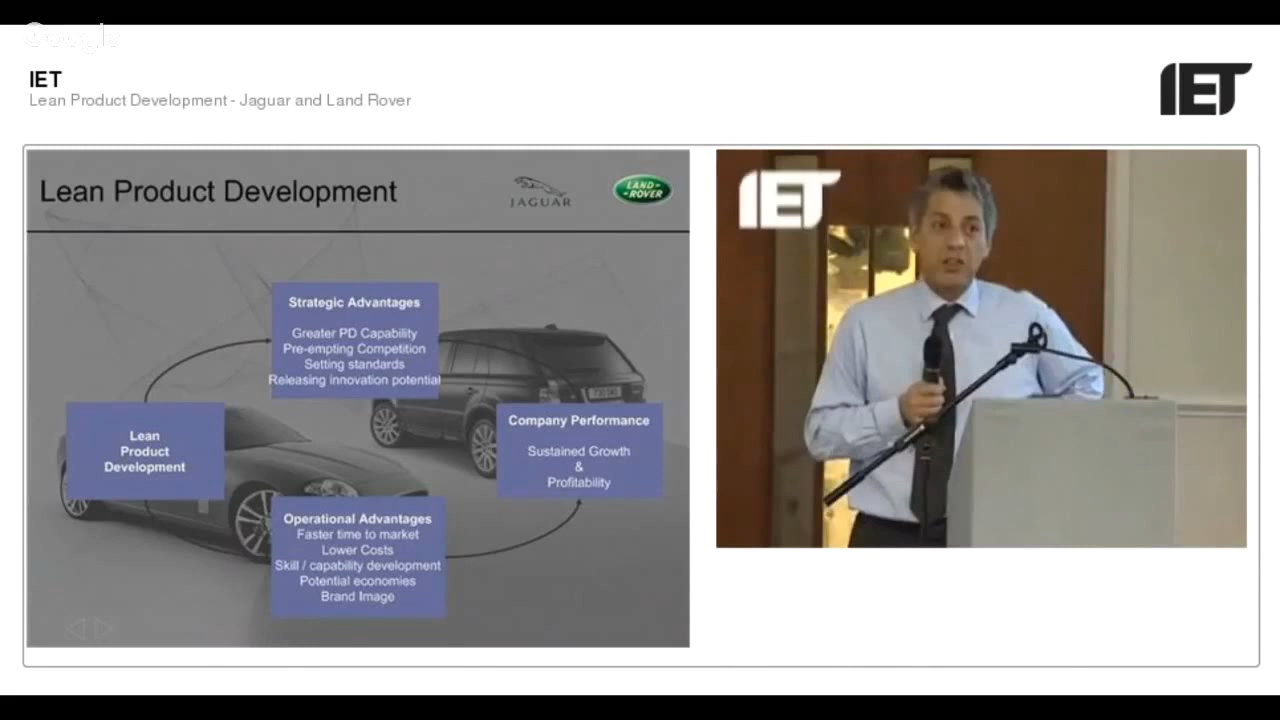 Google
IET
Lean Product Development - Jaguar and Land Rover
IET
Lean Product Development
JAGUAR
LAND-
-ROVER
Strategic Advantages
Greater PD Capability
Pre-empting Competition
Setting standards
Releasing innovation potential
Lean
Product
Development
Company Performance
Sustained Growth
&
Profitability
Operational Advantages
Faster time to market
Lower Costs
Skill / capability development
Potential economies
Brand Image
IET